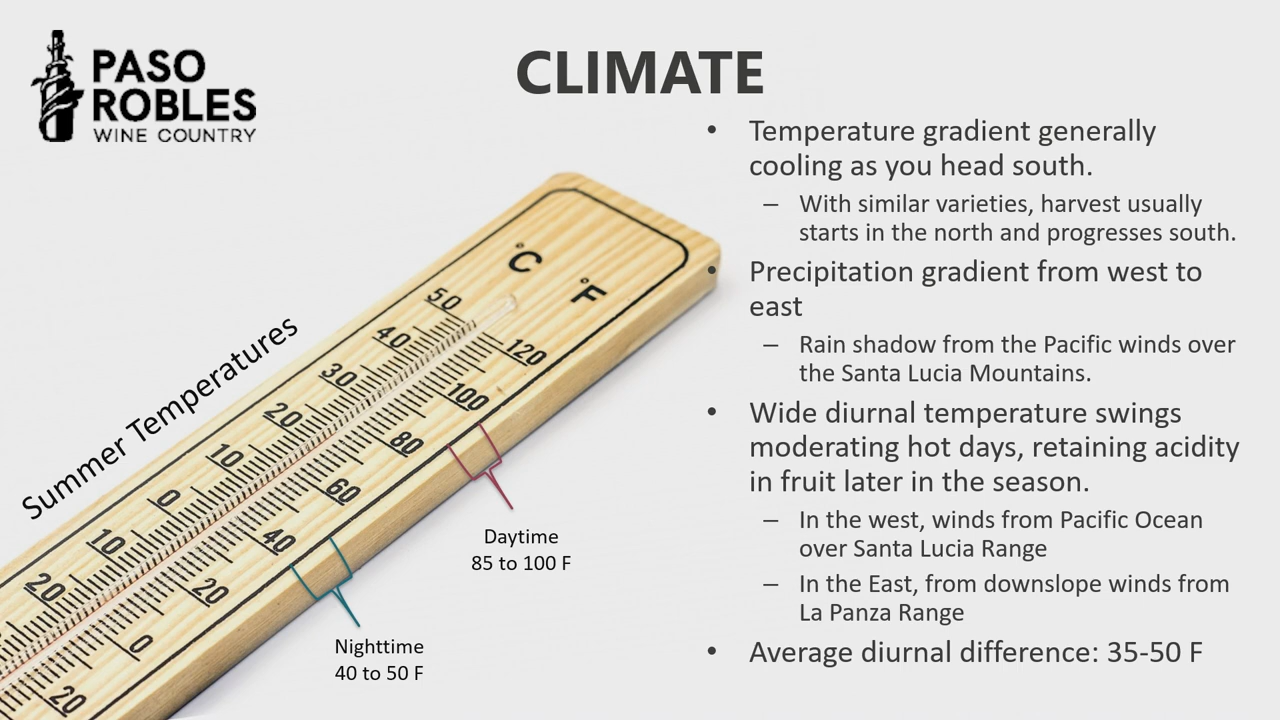 PASO
ROBLES
WINE COUNTRY
CLIMATE
• Temperature gradient generally
cooling as you head south.
– With similar varieties, harvest usually
starts in the north and progresses south.
• Precipitation gradient from west to
east
– Rain shadow from the Pacific winds over
the Santa Lucia Mountains.
• Wide diurnal temperature swings
moderating hot days, retaining acidity
in fruit later in the season.
– In the west, winds from Pacific Ocean
over Santa Lucia Range
– In the East, from downslope winds from
La Panza Range
• Average diurnal difference: 35-50 F
Summer Temperatures
°C
°F
50
40
30
20
10
0
10
20
120
100
80
60
40
20
0
20
Daytime
85 to 100 F
Nighttime
40 to 50 F